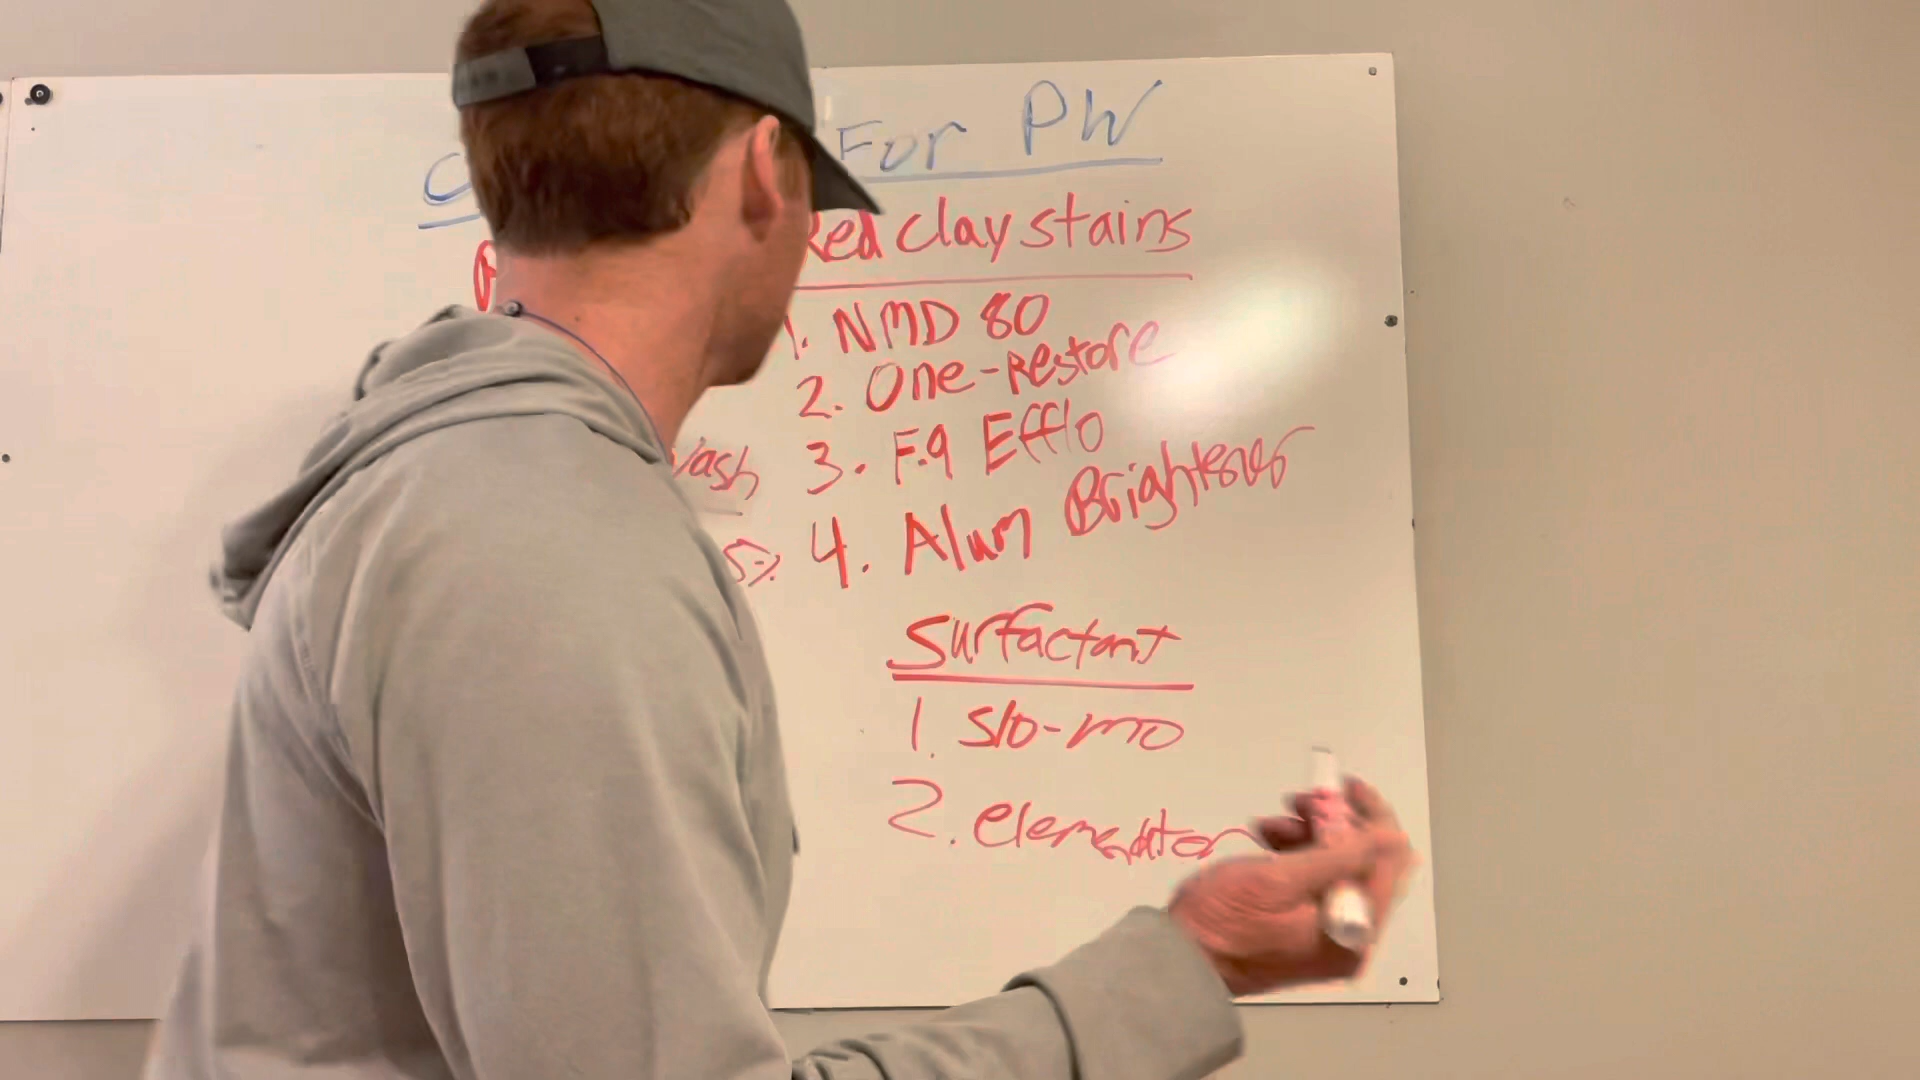 For PW
Red clay stains
1. NMD 80
2. One-Restore
3. F.9 Efflo
4. Alum Brightener
Surfactant
1. Slo-mo
2. elemenator